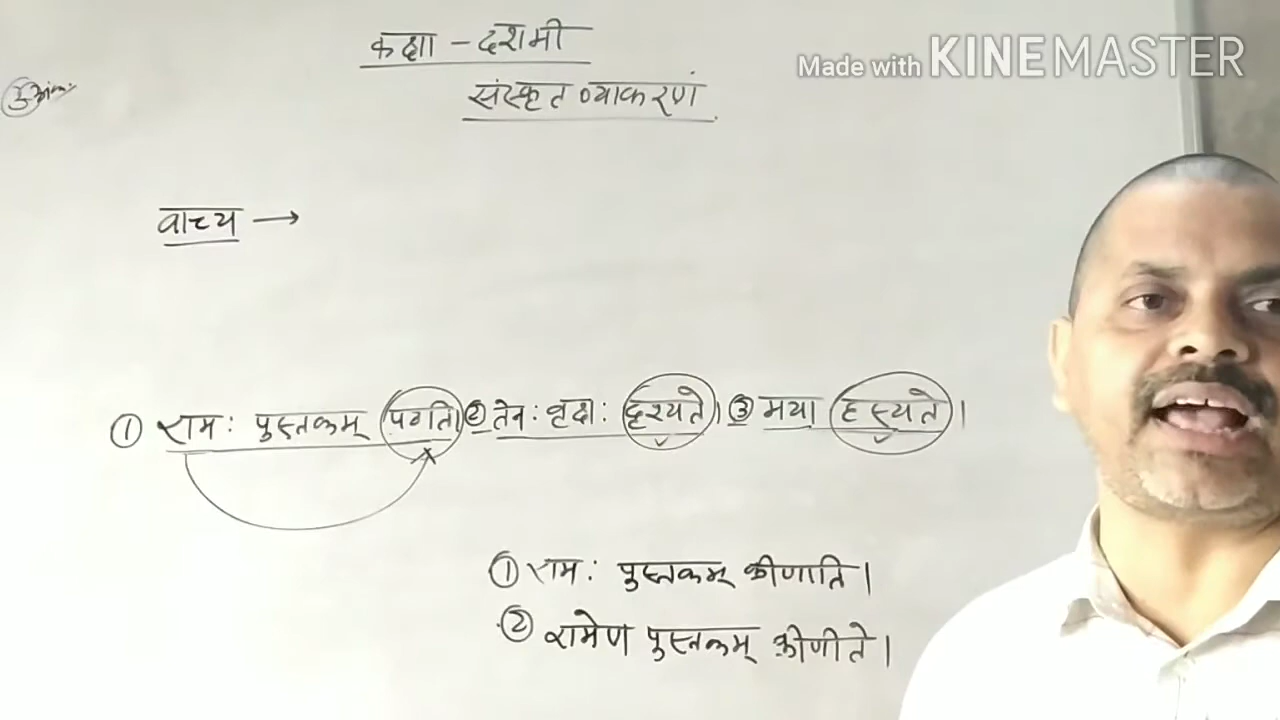 कक्षा - दशमी
Made with KINEMASTER
संस्कृत व्याकरणं
वाच्य →
① रामः पुस्तकम् पठति। ② तेनः वृक्षः दृश्यते। ③ मया हस्यते।
① रामः पुस्तकम् क्रीणाति।
② रामेण पुस्तकम् क्रीणीते।